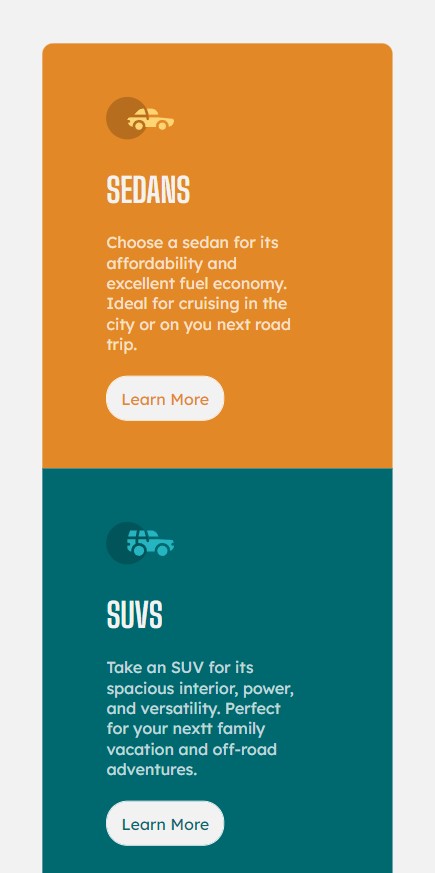 SEDANS
Choose a sedan for its
affordability and
excellent fuel economy.
Ideal for cruising in the
city or on you next road
trip.
Learn More
SUVS
Take an SUV for its
spacious interior, power,
and versatility. Perfect
for your nextt family
vacation and off-road
adventures.
Learn More